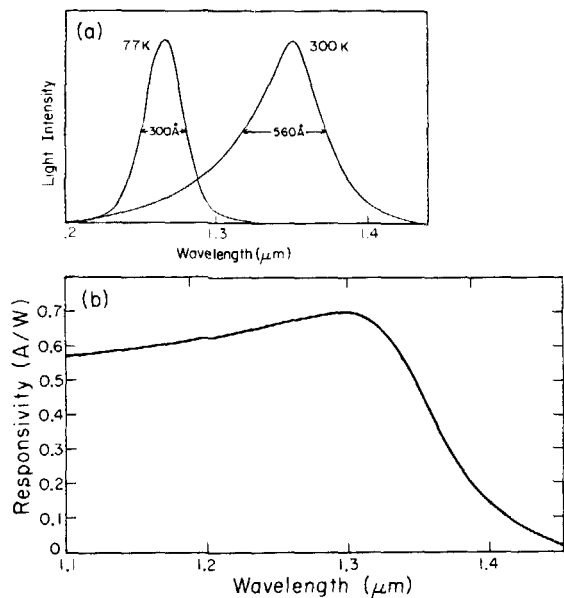 (a)
77K
300K
300Å
560Å
Light Intensity
.2
1.3
1.4
Wavelength(μm)
(b)
0.7
0.6
0.5
0.4
0.3
0.2
0.1
0
Responsivity (A/W)
1.1
1.2
1.3
1.4
Wavelength (μm)